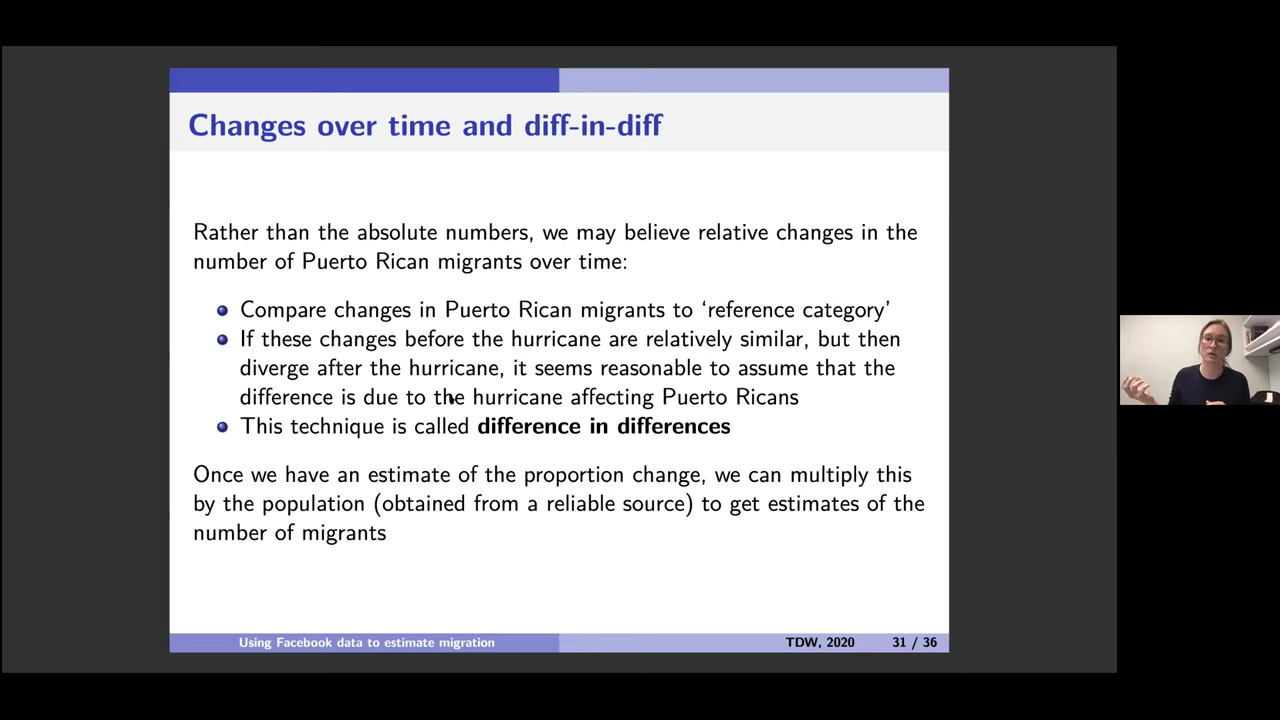 Changes over time and diff-in-diff
Rather than the absolute numbers, we may believe relative changes in the
number of Puerto Rican migrants over time:
Compare changes in Puerto Rican migrants to ‘reference category’
If these changes before the hurricane are relatively similar, but then
diverge after the hurricane, it seems reasonable to assume that the
difference is due to the hurricane affecting Puerto Ricans
This technique is called difference in differences
Once we have an estimate of the proportion change, we can multiply this
by the population (obtained from a reliable source) to get estimates of the
number of migrants
Using Facebook data to estimate migration TDW, 2020 31 / 36